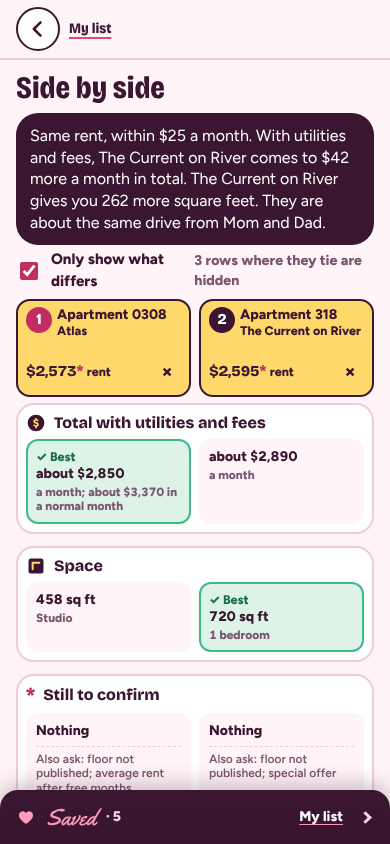 My list
Side by side
Same rent, within $25 a month. With utilities
and fees, The Current on River comes to $42
more a month in total. The Current on River
gives you 262 more square feet. They are
about the same drive from Mom and Dad.
Only show what
differs
3 rows where they tie are
hidden
1 Apartment 0308
Atlas
$2,573* rent ×
2 Apartment 318
The Current on River
$2,595* rent ×
$ Total with utilities and fees
✓ Best
about $2,850
a month; about $3,370 in
a normal month
about $2,890
a month
Space
458 sq ft
Studio
✓ Best
720 sq ft
1 bedroom
* Still to confirm
Nothing
Also ask: floor not
published; average rent
after free months
Nothing
Also ask: floor not
published; special offer
Saved · 5
My list